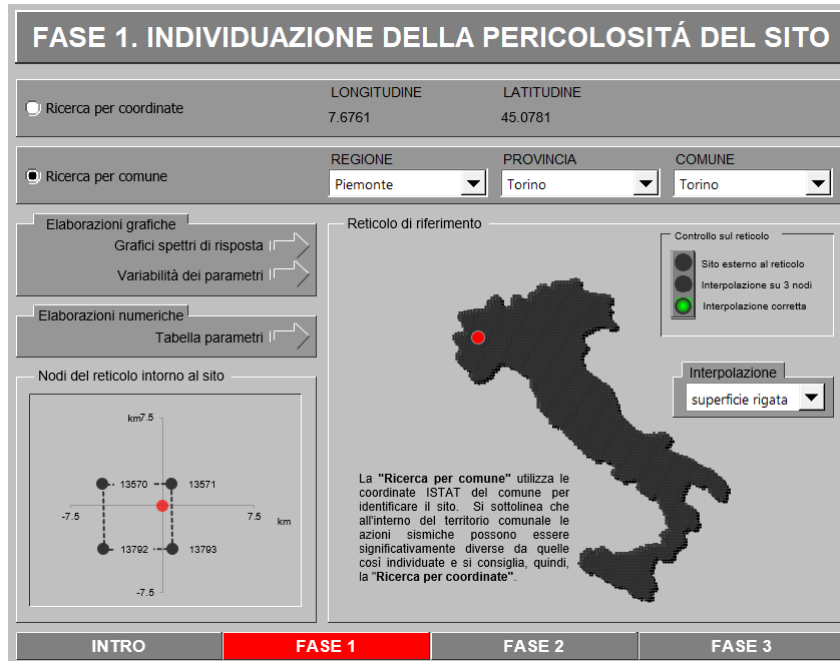 FASE 1. INDIVIDUAZIONE DELLA PERICOLOSITÁ DEL SITO
LONGITUDINE LATITUDINE
Ricerca per coordinate
7.6761 45.0781
REGIONE PROVINCIA COMUNE
Ricerca per comune
Piemonte Torino Torino
Elaborazioni grafiche
Grafici spettri di risposta
Variabilità dei parametri
Elaborazioni numeriche
Tabella parametri
Nodi del reticolo intorno al sito
km7.5
13570 13571
-7.5 7.5 km
13792 13793
-7.5
Reticolo di riferimento
Controllo sul reticolo
Sito esterno al reticolo
Interpolazione su 3 nodi
Interpolazione corretta
Interpolazione
superficie rigata
La "Ricerca per comune" utilizza le
coordinate ISTAT del comune per
identificare il sito. Si sottolinea che
all'interno del territorio comunale le
azioni sismiche possono essere
significativamente diverse da quelle
così individuate e si consiglia, quindi,
la "Ricerca per coordinate".
INTRO FASE 1 FASE 2 FASE 3